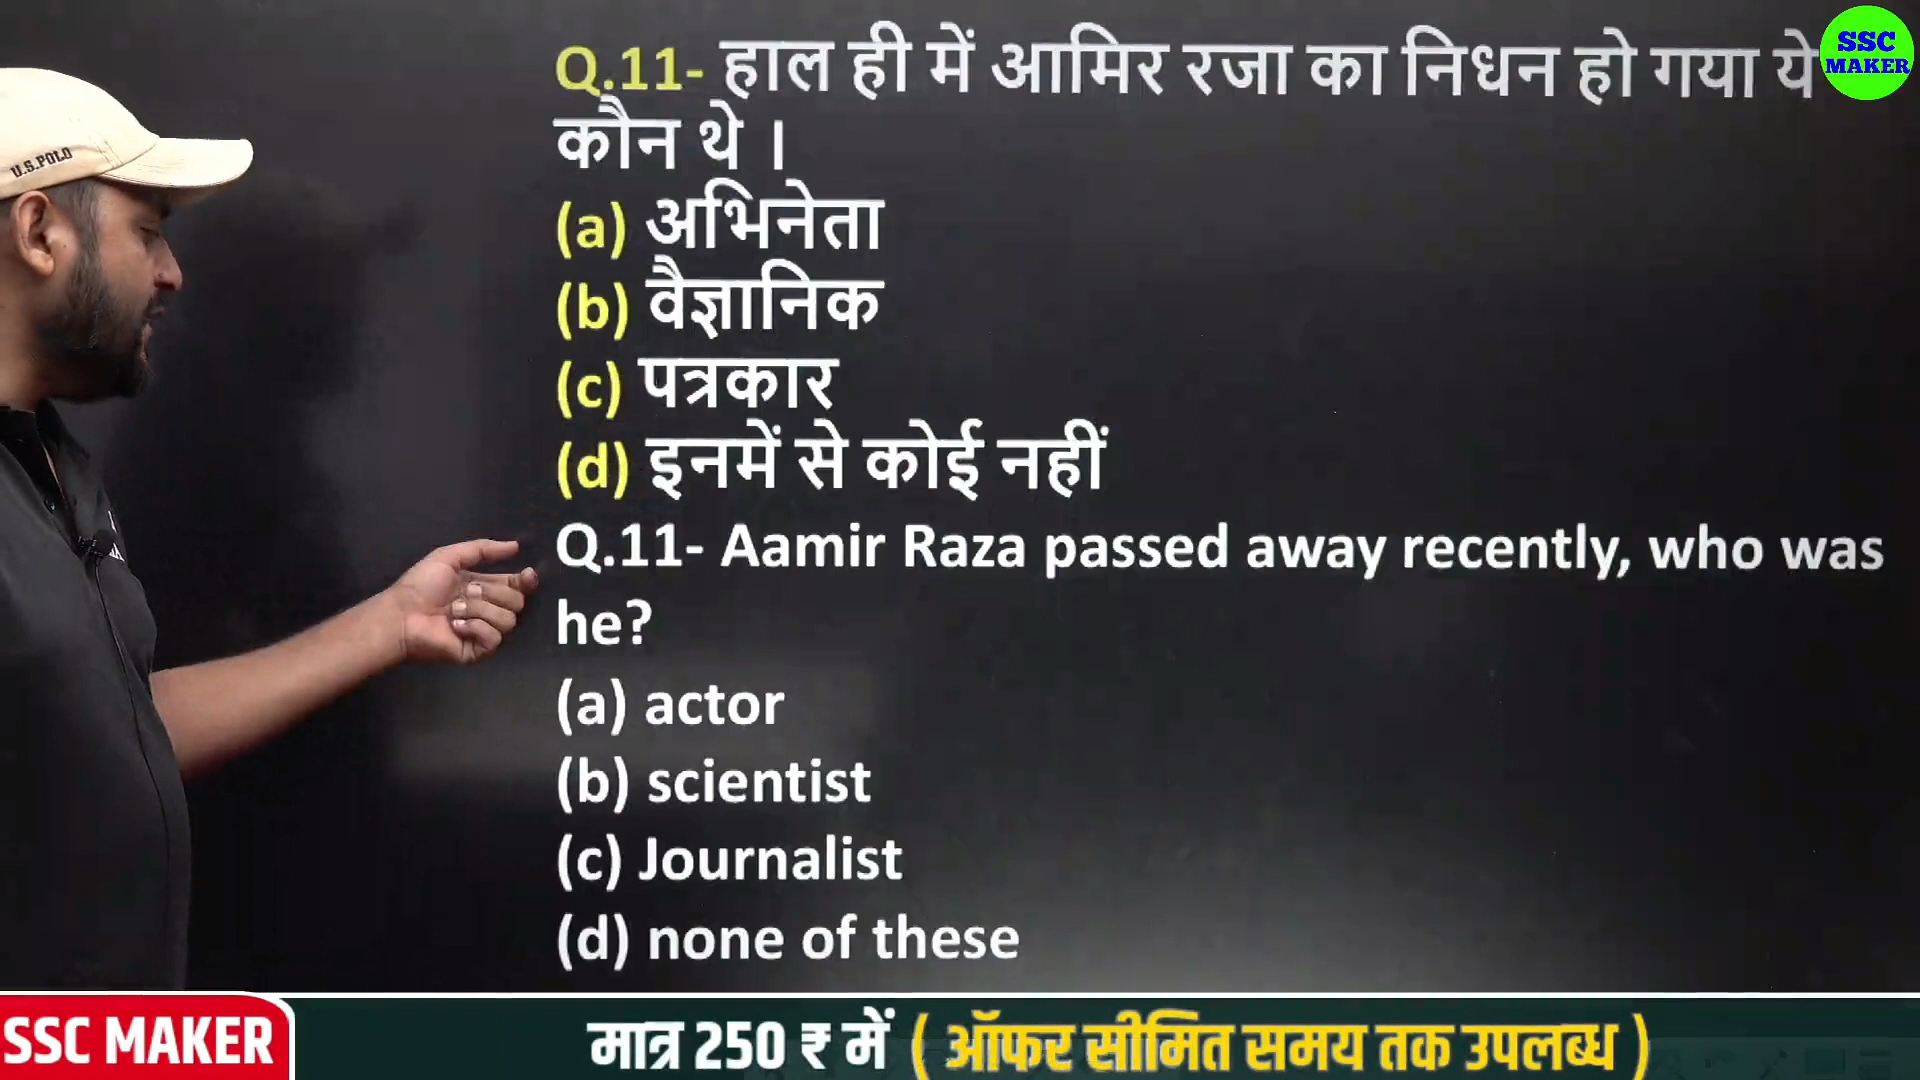 Q.11- हाल ही में आमिर रजा का निधन हो गया ये
SSC
MAKER
कौन थे ।
U.S.POLO
(a) अभिनेता
(b) वैज्ञानिक
(c) पत्रकार
(d) इनमें से कोई नहीं
Q.11- Aamir Raza passed away recently, who was
he?
(a) actor
(b) scientist
(c) Journalist
(d) none of these
SSC MAKER
मात्र 250 ₹ में ( ऑफर सीमित समय तक उपलब्ध )